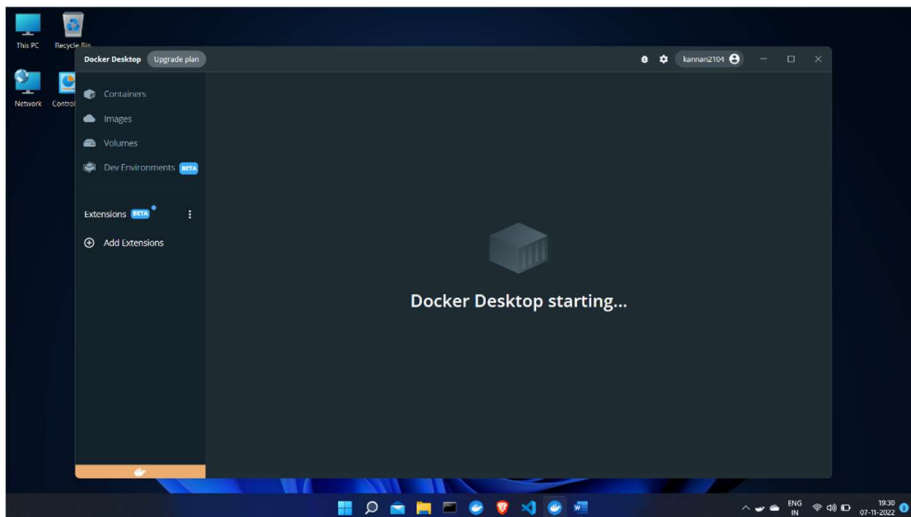 This PC
Recycle Bin
Network
Control
Docker Desktop
Upgrade plan
kannan2104
Containers
Images
Volumes
Dev Environments BETA
Extensions BETA
Add Extensions
Docker Desktop starting...
ENG
IN
19:30
07-11-2022